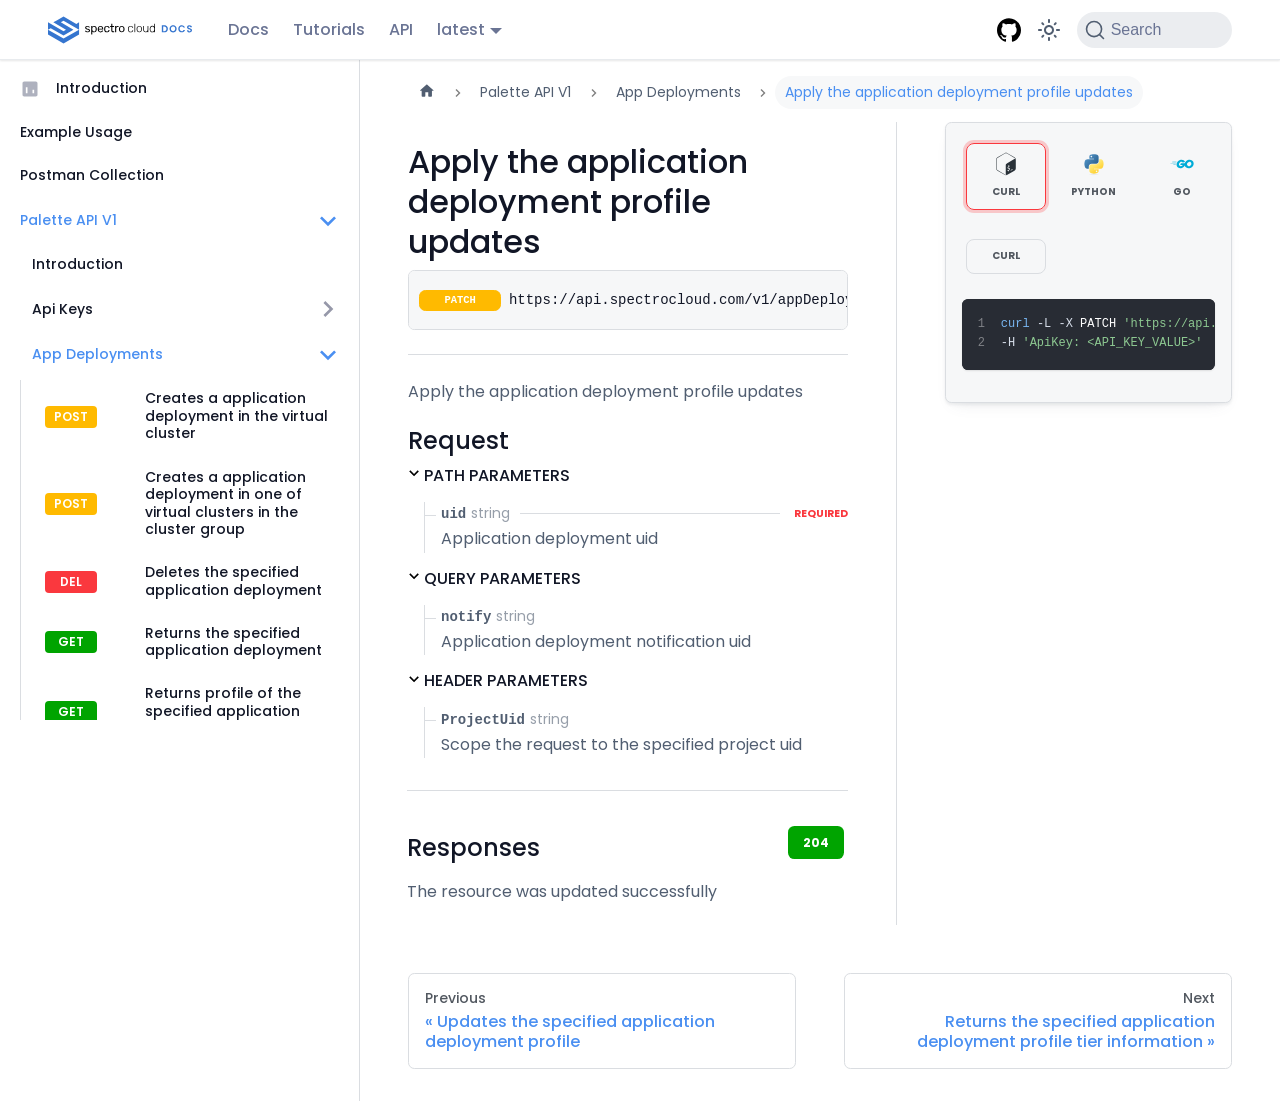 spectro cloud DOCS
Docs
Tutorials
API
latest
Search
Introduction
Example Usage
Postman Collection
Palette API V1
Introduction
Api Keys
App Deployments
POST
Creates a application
deployment in the virtual
cluster
POST
Creates a application
deployment in one of
virtual clusters in the
cluster group
DEL
Deletes the specified
application deployment
GET
Returns the specified
application deployment
GET
Returns profile of the
specified application
Palette API V1
App Deployments
Apply the application deployment profile updates
Apply the application
deployment profile
updates
PATCH https://api.spectrocloud.com/v1/appDeploy
Apply the application deployment profile updates
Request
PATH PARAMETERS
uid string REQUIRED
Application deployment uid
QUERY PARAMETERS
notify string
Application deployment notification uid
HEADER PARAMETERS
ProjectUid string
Scope the request to the specified project uid
Responses
204
The resource was updated successfully
CURL
PYTHON
GO
GO
CURL
1 curl -L -X PATCH 'https://api.
2 -H 'ApiKey: <API_KEY_VALUE>'
Previous
« Updates the specified application
deployment profile
Next
Returns the specified application
deployment profile tier information »